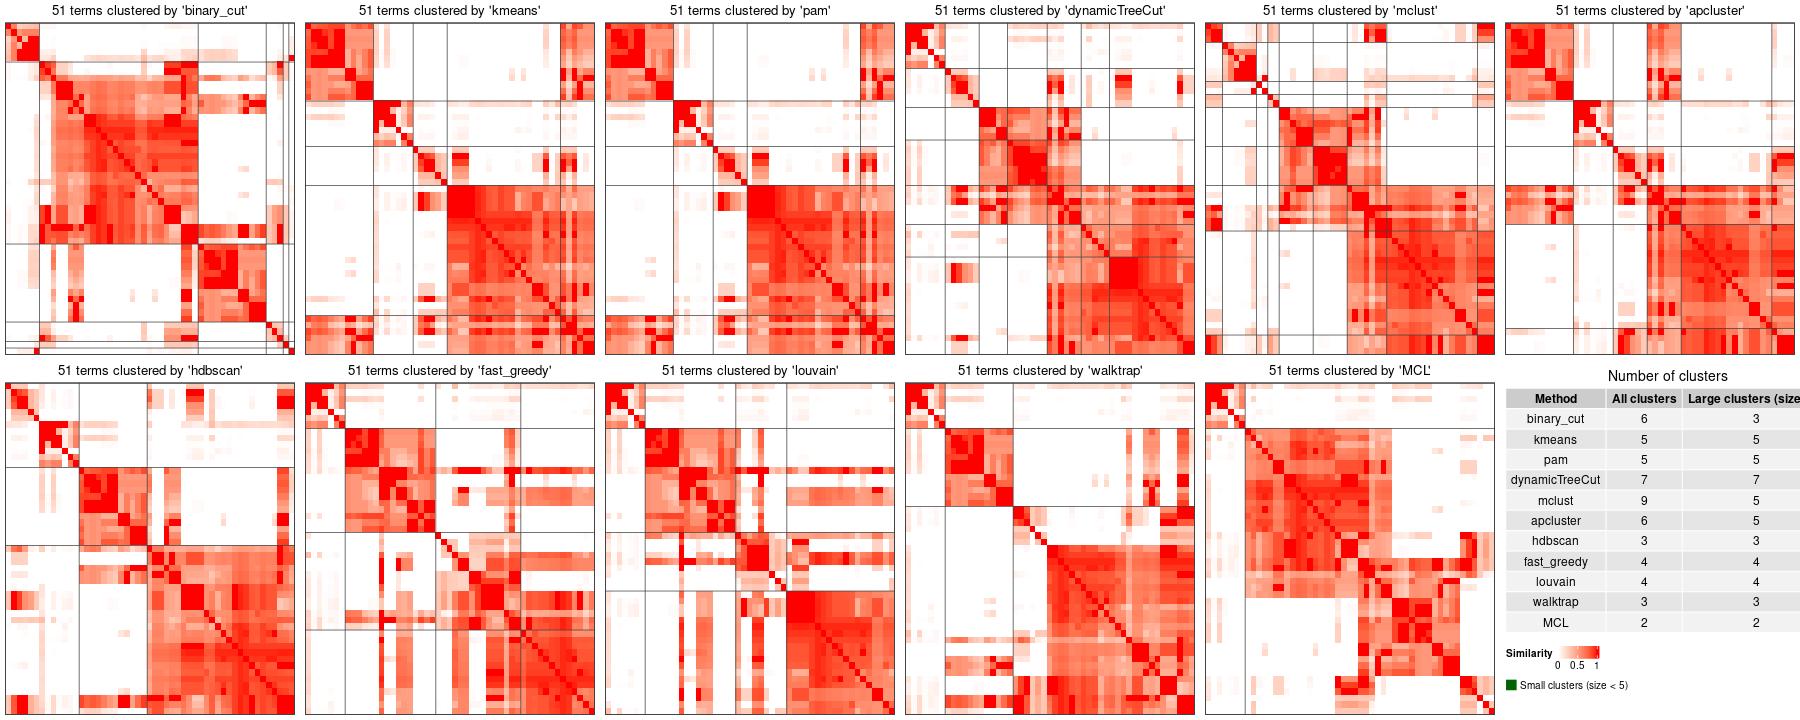 51 terms clustered by 'binary_cut'
51 terms clustered by 'kmeans'
51 terms clustered by 'pam'
51 terms clustered by 'dynamicTreeCut'
51 terms clustered by 'mclust'
51 terms clustered by 'apcluster'
51 terms clustered by 'hdbscan'
51 terms clustered by 'fast_greedy'
51 terms clustered by 'louvain'
51 terms clustered by 'walktrap'
51 terms clustered by 'MCL'
Number of clusters
Method All clusters Large clusters (size
binary_cut 6 3
kmeans 5 5
pam 5 5
dynamicTreeCut 7 7
mclust 9 5
apcluster 6 5
hdbscan 3 3
fast_greedy 4 4
louvain 4 4
walktrap 3 3
MCL 2 2
Similarity
0 0.5 1
Small clusters (size < 5)